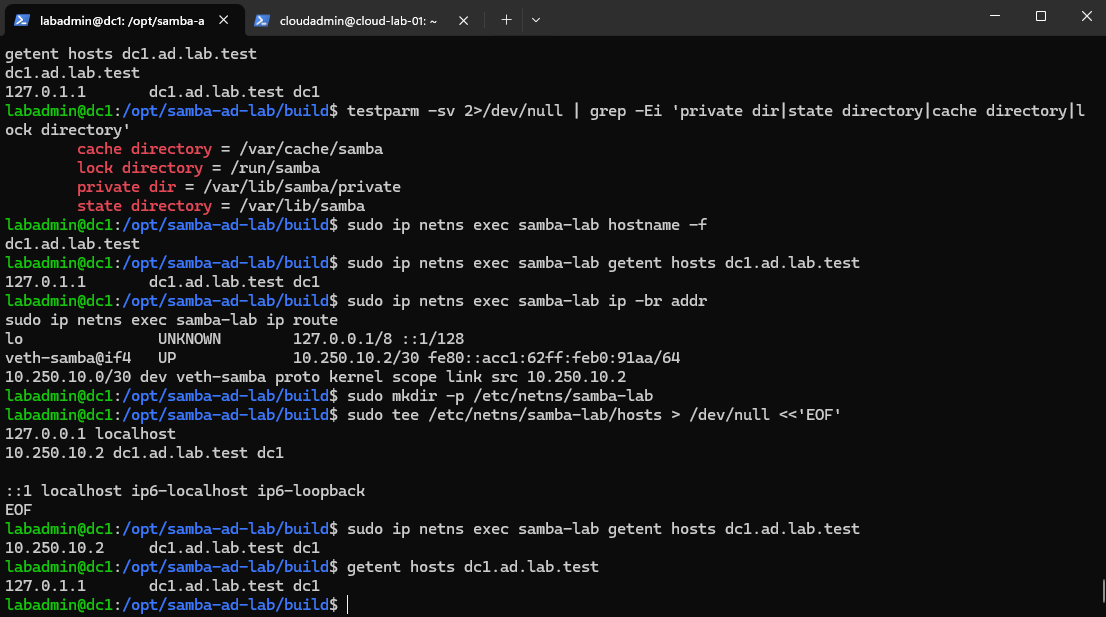 labadmin@dc1: /opt/samba-a
cloudadmin@cloud-lab-01: ~
getent hosts dc1.ad.lab.test
dc1.ad.lab.test
127.0.1.1       dc1.ad.lab.test dc1
labadmin@dc1:/opt/samba-ad-lab/build$ testparm -sv 2>/dev/null | grep -Ei 'private dir|state directory|cache directory|l
ock directory'
        cache directory = /var/cache/samba
        lock directory = /run/samba
        private dir = /var/lib/samba/private
        state directory = /var/lib/samba
labadmin@dc1:/opt/samba-ad-lab/build$ sudo ip netns exec samba-lab hostname -f
dc1.ad.lab.test
labadmin@dc1:/opt/samba-ad-lab/build$ sudo ip netns exec samba-lab getent hosts dc1.ad.lab.test
127.0.1.1       dc1.ad.lab.test dc1
labadmin@dc1:/opt/samba-ad-lab/build$ sudo ip netns exec samba-lab ip -br addr
sudo ip netns exec samba-lab ip route
lo               UNKNOWN        127.0.0.1/8 ::1/128
veth-samba@if4   UP             10.250.10.2/30 fe80::acc1:62ff:feb0:91aa/64
10.250.10.0/30 dev veth-samba proto kernel scope link src 10.250.10.2
labadmin@dc1:/opt/samba-ad-lab/build$ sudo mkdir -p /etc/netns/samba-lab
labadmin@dc1:/opt/samba-ad-lab/build$ sudo tee /etc/netns/samba-lab/hosts > /dev/null <<'EOF'
127.0.0.1 localhost
10.250.10.2 dc1.ad.lab.test dc1

::1 localhost ip6-localhost ip6-loopback
EOF
labadmin@dc1:/opt/samba-ad-lab/build$ sudo ip netns exec samba-lab getent hosts dc1.ad.lab.test
10.250.10.2     dc1.ad.lab.test dc1
labadmin@dc1:/opt/samba-ad-lab/build$ getent hosts dc1.ad.lab.test
127.0.1.1       dc1.ad.lab.test dc1
labadmin@dc1:/opt/samba-ad-lab/build$